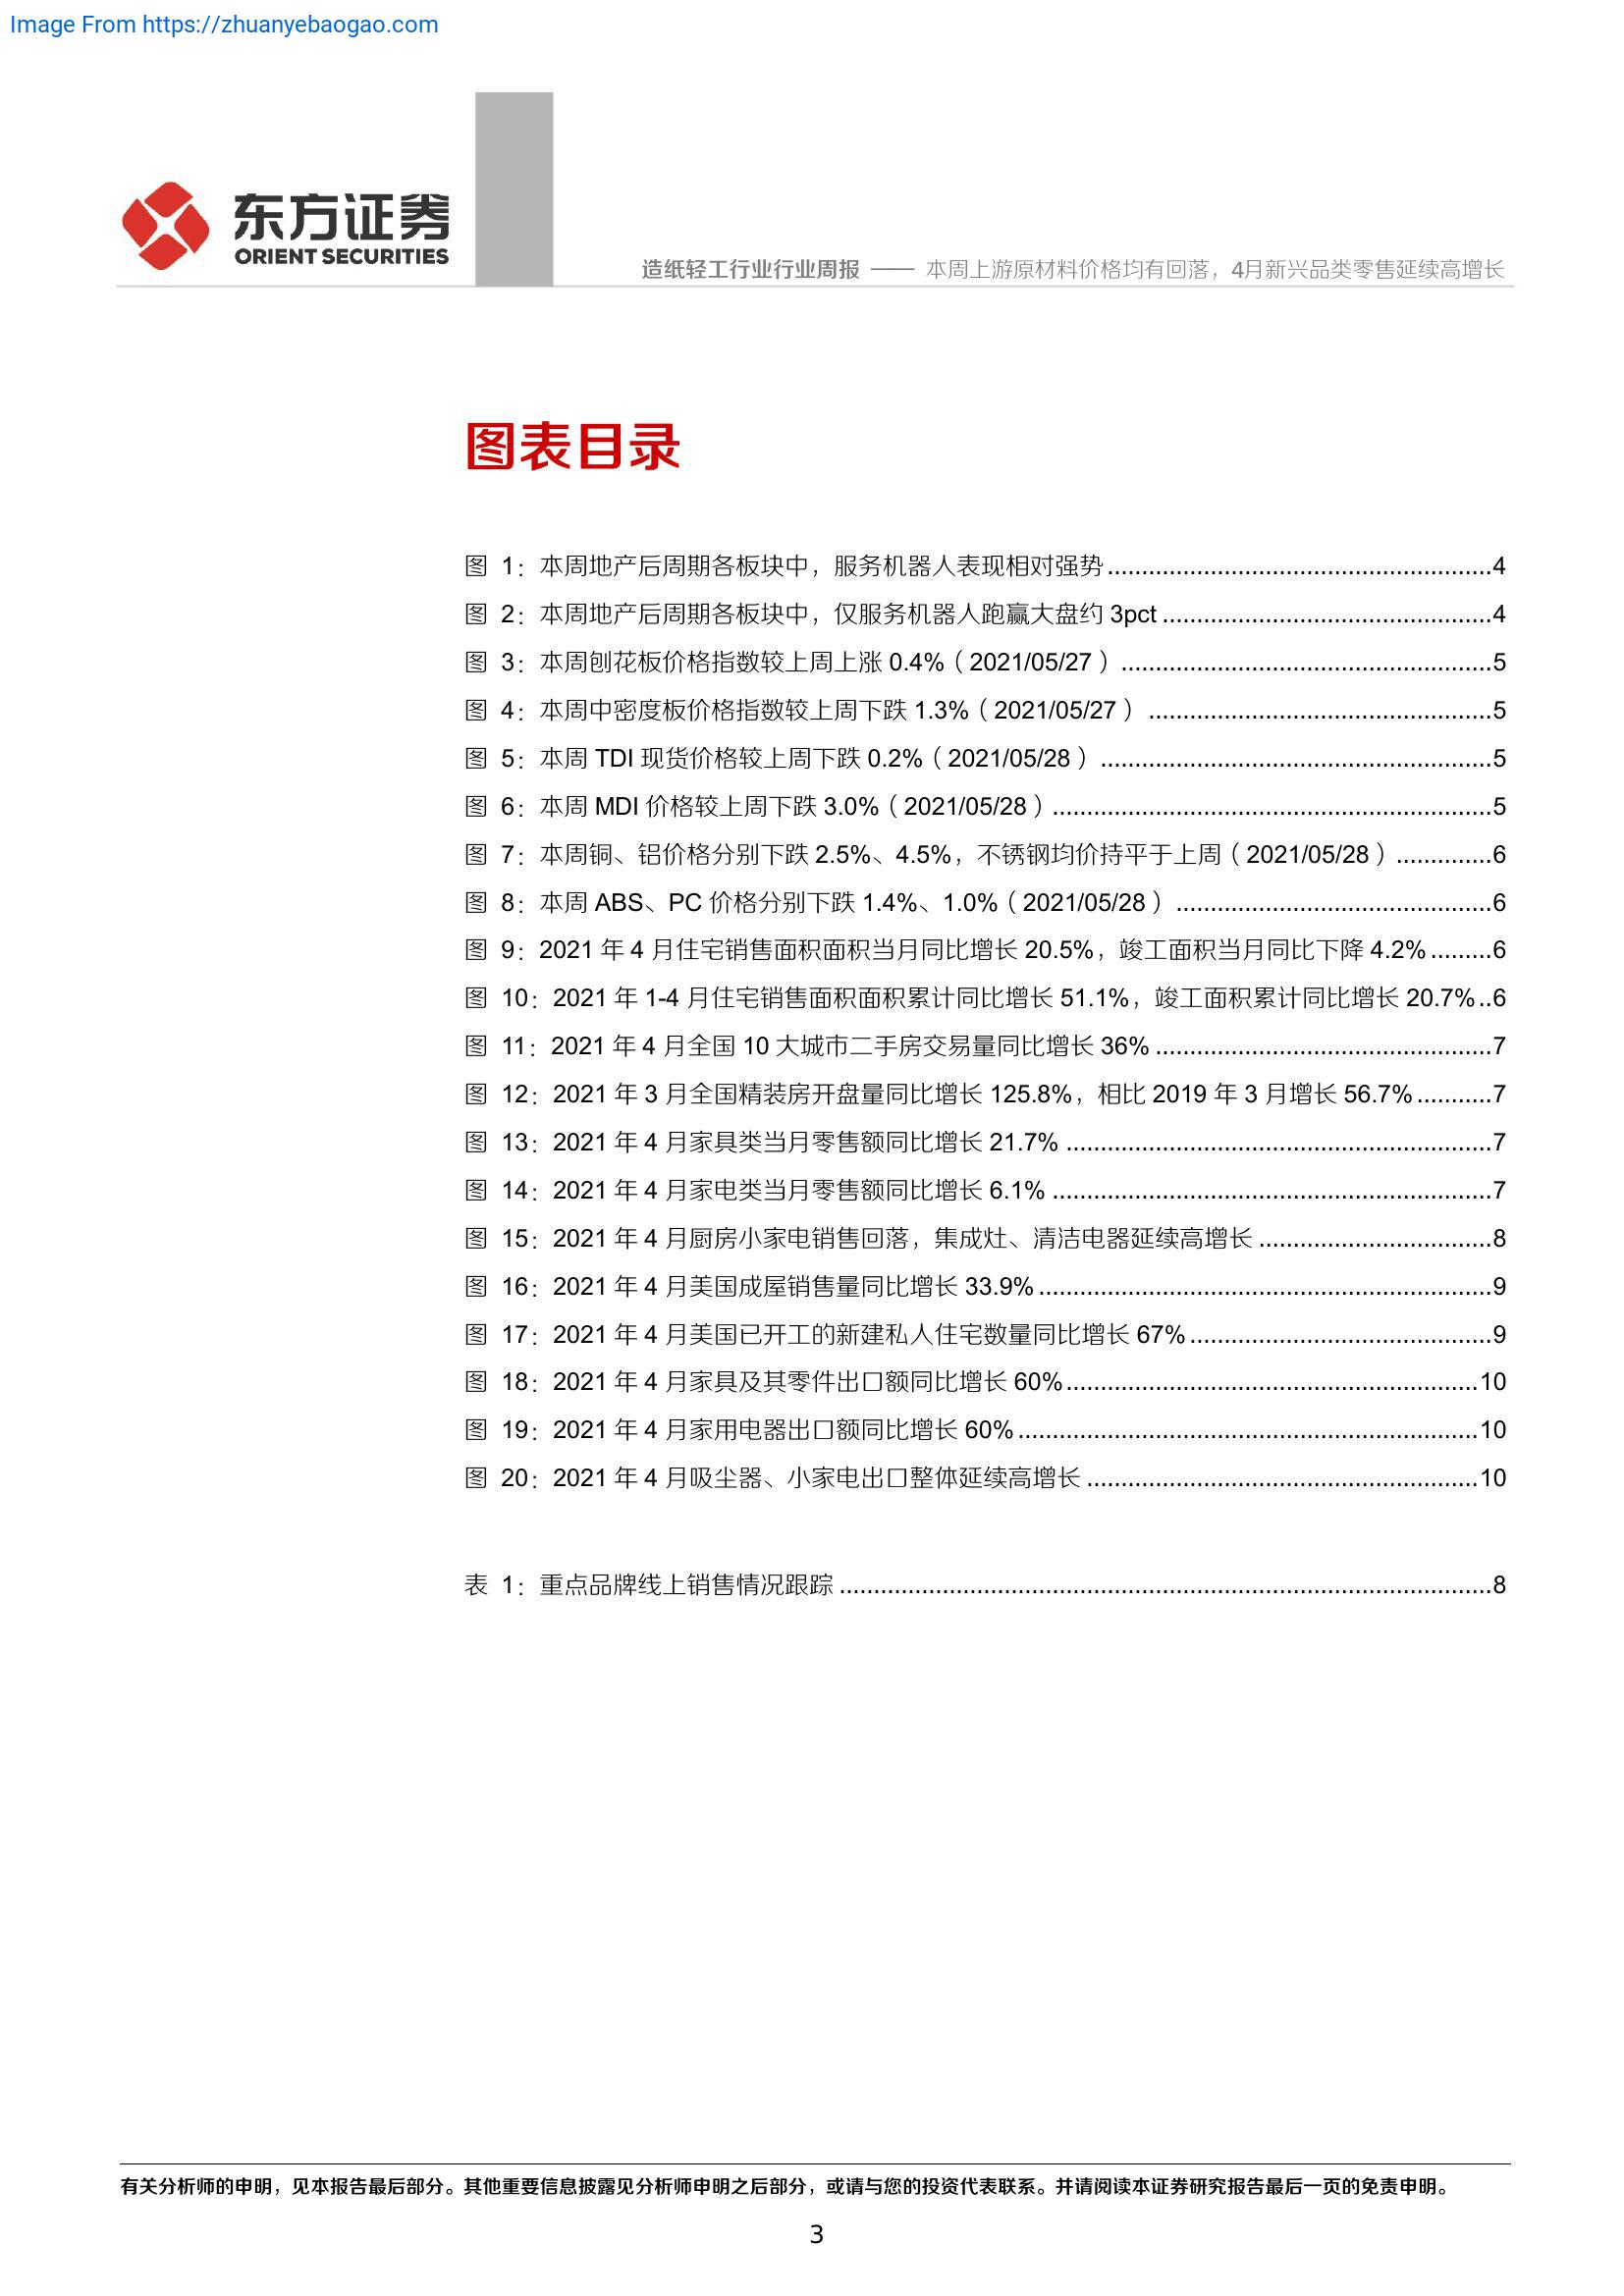 Image From https://zhuanyebaogao.com
东方证券
ORIENT SECURITIES
造纸轻工行业行业周报 —— 本周上游原材料价格均有回落，4月新兴品类零售延续高增长
图表目录
图 1：本周地产后周期各板块中，服务机器人表现相对强势........................................................4
图 2：本周地产后周期各板块中，仅服务机器人跑赢大盘约 3pct ................................................4
图 3：本周刨花板价格指数较上周上涨 0.4%（2021/05/27）......................................................5
图 4：本周中密度板价格指数较上周下跌 1.3%（2021/05/27）..................................................5
图 5：本周 TDI 现货价格较上周下跌 0.2%（2021/05/28）.........................................................5
图 6：本周 MDI 价格较上周下跌 3.0%（2021/05/28）................................................................5
图 7：本周铜、铝价格分别下跌 2.5%、4.5%，不锈钢均价持平于上周（2021/05/28）..............6
图 8：本周 ABS、PC 价格分别下跌 1.4%、1.0%（2021/05/28）..............................................6
图 9：2021 年 4 月住宅销售面积面积当月同比增长 20.5%，竣工面积当月同比下降 4.2%.........6
图 10：2021 年 1-4 月住宅销售面积面积累计同比增长 51.1%，竣工面积累计同比增长 20.7%..6
图 11：2021 年 4 月全国 10 大城市二手房交易量同比增长 36%.................................................7
图 12：2021 年 3 月全国精装房开盘量同比增长 125.8%，相比 2019 年 3 月增长 56.7%...........7
图 13：2021 年 4 月家具类当月零售额同比增长 21.7% ..............................................................7
图 14：2021 年 4 月家电类当月零售额同比增长 6.1% ................................................................7
图 15：2021 年 4 月厨房小家电销售回落，集成灶、清洁电器延续高增长..................................8
图 16：2021 年 4 月美国成屋销售量同比增长 33.9%..................................................................9
图 17：2021 年 4 月美国已开工的新建私人住宅数量同比增长 67%............................................9
图 18：2021 年 4 月家具及其零件出口额同比增长 60%............................................................10
图 19：2021 年 4 月家用电器出口额同比增长 60%...................................................................10
图 20：2021 年 4 月吸尘器、小家电出口整体延续高增长.........................................................10
表 1：重点品牌线上销售情况跟踪...............................................................................................8
有关分析师的申明，见本报告最后部分。其他重要信息披露见分析师申明之后部分，或请与您的投资代表联系。并请阅读本证券研究报告最后一页的免责申明。
3